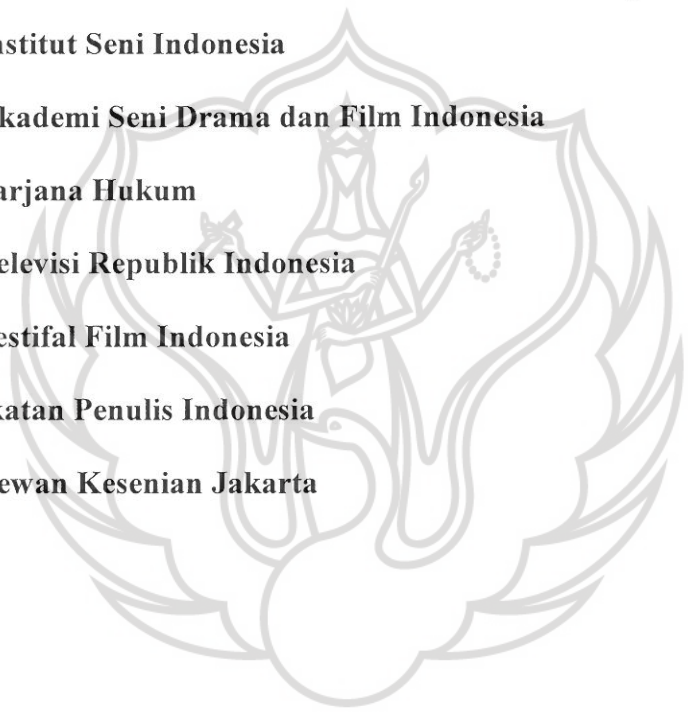 nstitut Seni Indonesia
kademi Seni Drama dan Film Indonesia
arjana Hukum
elevisi Republik Indonesia
estifal Film Indonesia
katan Penulis Indonesia
ewan Kesenian Jakarta